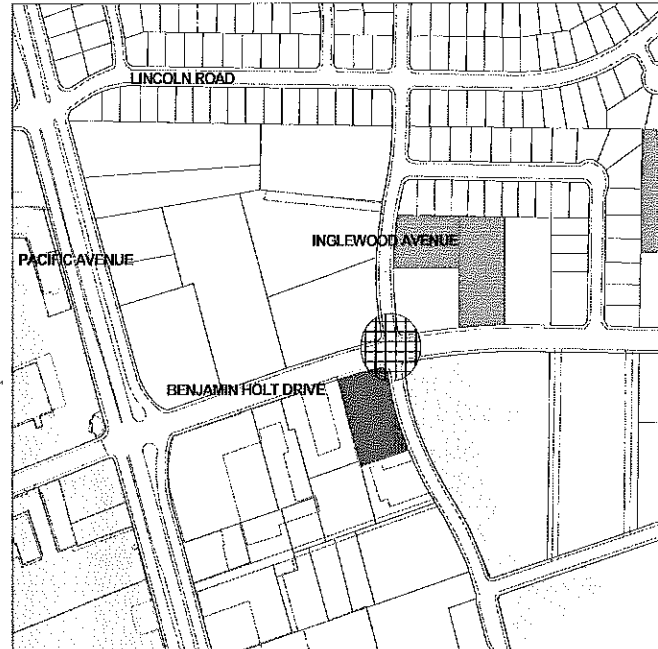 LINCOLN ROAD
INGLEWOOD AVENUE
PACIFIC AVENUE
BENJAMIN HOLT DRIVE